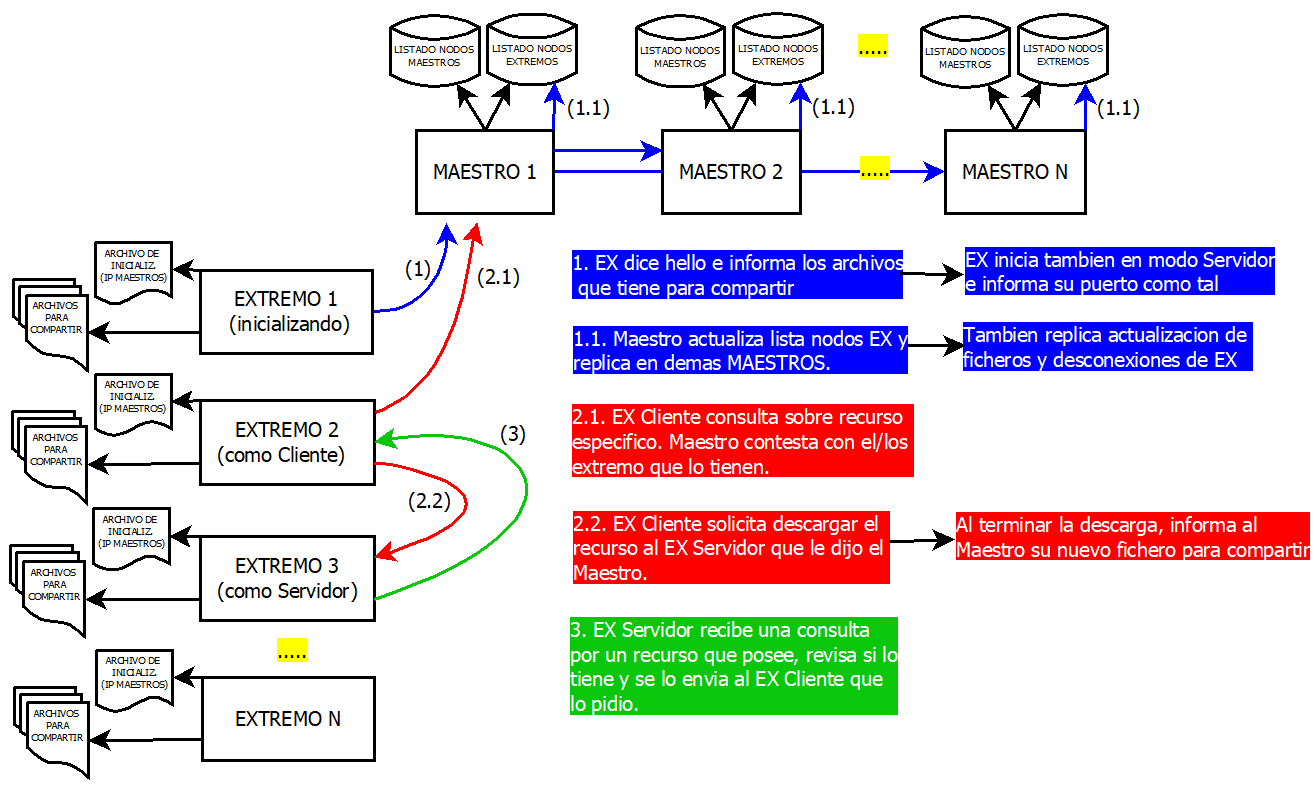 LISTADO NODOS
MAESTROS
LISTADO NODOS
EXTREMOS
LISTADO NODOS
MAESTROS
LISTADO NODOS
EXTREMOS
.....
LISTADO NODOS
MAESTROS
LISTADO NODOS
EXTREMOS
(1.1)
(1.1)
(1.1)
MAESTRO 1
MAESTRO 2
.....
MAESTRO N
ARCHIVO DE
INICIALIZ.
(IP MAESTROS)
ARCHIVOS
PARA
COMPARTIR
EXTREMO 1
(inicializando)
(1)
(2.1)
1. EX dice hello e informa los archivos
que tiene para compartir
EX inicia tambien en modo Servidor
e informa su puerto como tal
1.1. Maestro actualiza lista nodos EX y
replica en demas MAESTROS.
Tambien replica actualizacion de
ficheros y desconexiones de EX
ARCHIVO DE
INICIALIZ.
(IP MAESTROS)
ARCHIVOS
PARA
COMPARTIR
EXTREMO 2
(como Cliente)
(3)
(2.2)
2.1. EX Cliente consulta sobre recurso
especifico. Maestro contesta con el/los
extremo que lo tienen.
ARCHIVO DE
INICIALIZ.
(IP MAESTROS)
ARCHIVOS
PARA
COMPARTIR
EXTREMO 3
(como Servidor)
2.2. EX Cliente solicita descargar el
recurso al EX Servidor que le dijo el
Maestro.
Al terminar la descarga, informa al
Maestro su nuevo fichero para compartir
.....
3. EX Servidor recibe una consulta
por un recurso que posee, revisa si lo
tiene y se lo envia al EX Cliente que
lo pidio.
ARCHIVO DE
INICIALIZ.
(IP MAESTROS)
ARCHIVOS
PARA
COMPARTIR
EXTREMO N